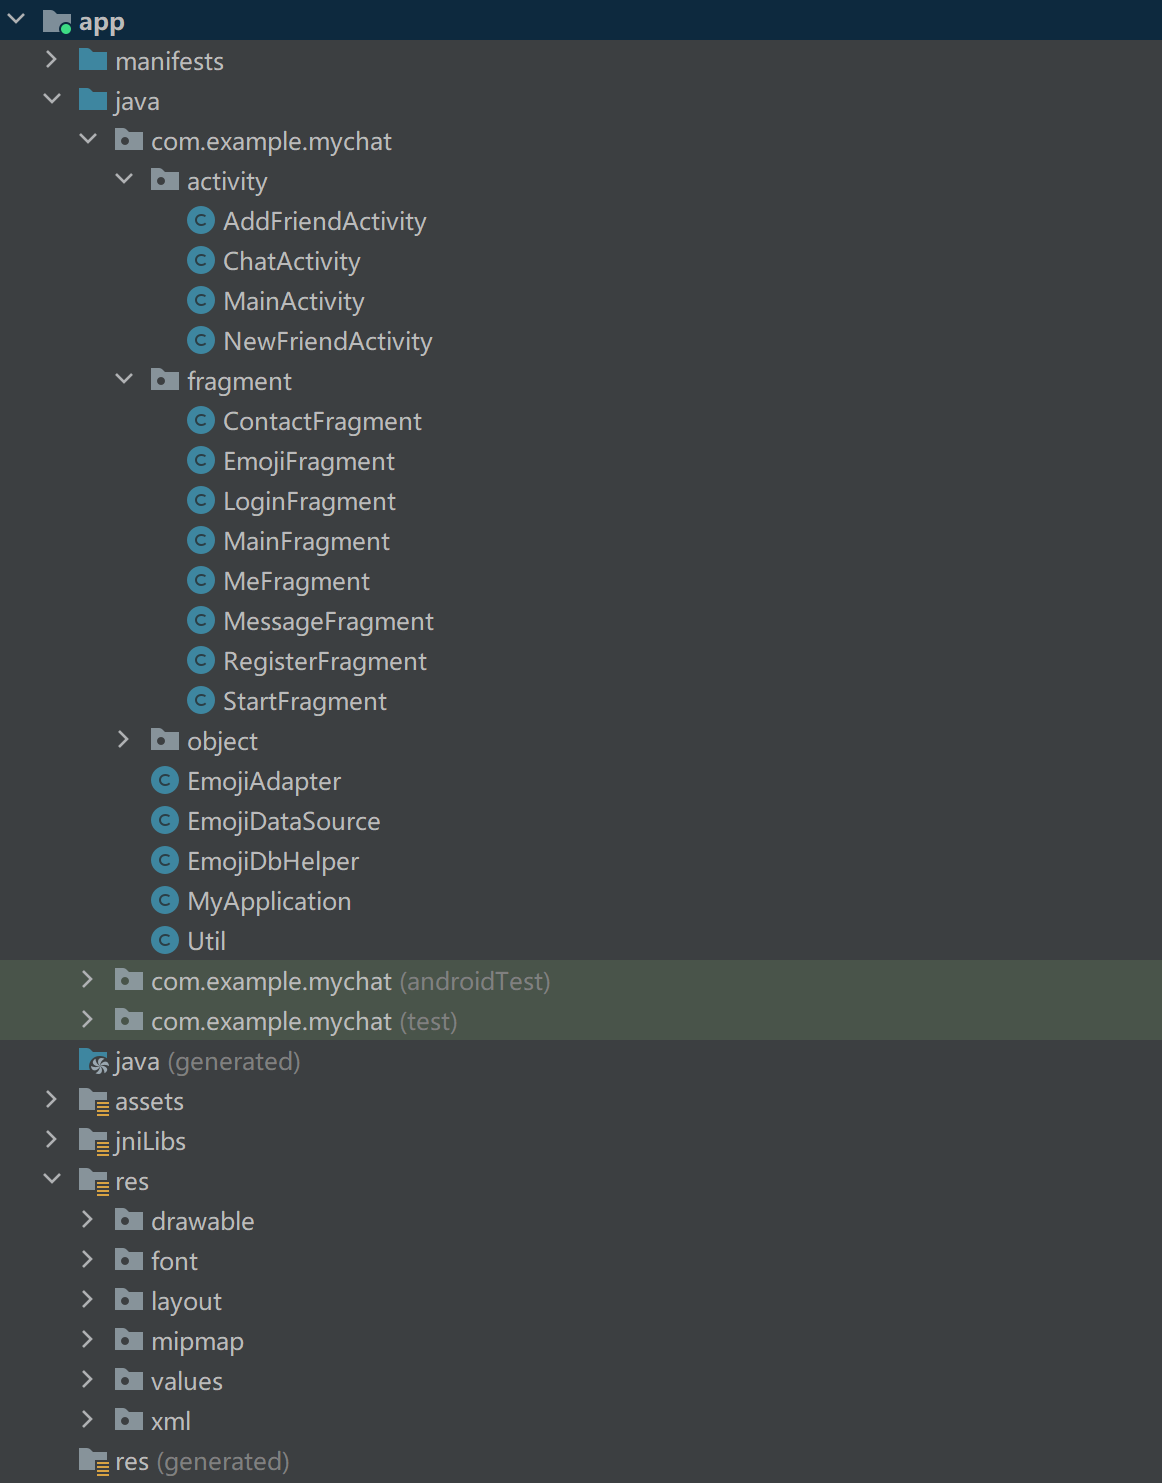 app
manifests
java
com.example.mychat
activity
AddFriendActivity
ChatActivity
MainActivity
NewFriendActivity
fragment
ContactFragment
EmojiFragment
LoginFragment
MainFragment
MeFragment
MessageFragment
RegisterFragment
StartFragment
object
EmojiAdapter
EmojiDataSource
EmojiDbHelper
MyApplication
Util
com.example.mychat (androidTest)
com.example.mychat (test)
java (generated)
assets
jniLibs
res
drawable
font
layout
mipmap
values
xml
res (generated)